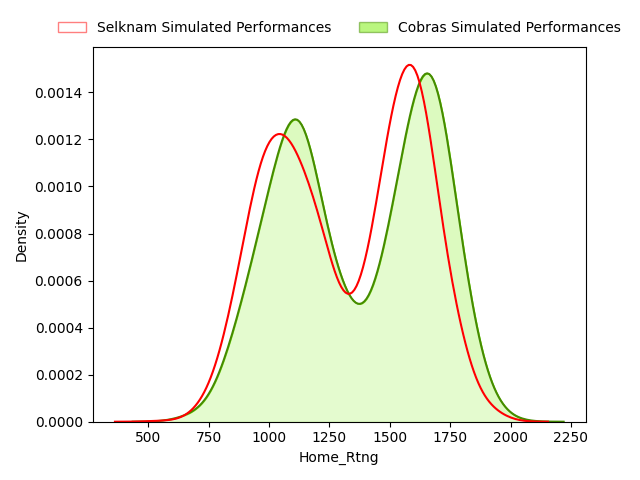 Selknam Simulated Performances
Cobras Simulated Performances
Density
0.0014
0.0012
0.0010
0.0008
0.0006
0.0004
0.0002
0.0000
500 750 1000 1250 1500 1750 2000 2250
Home_Rtng